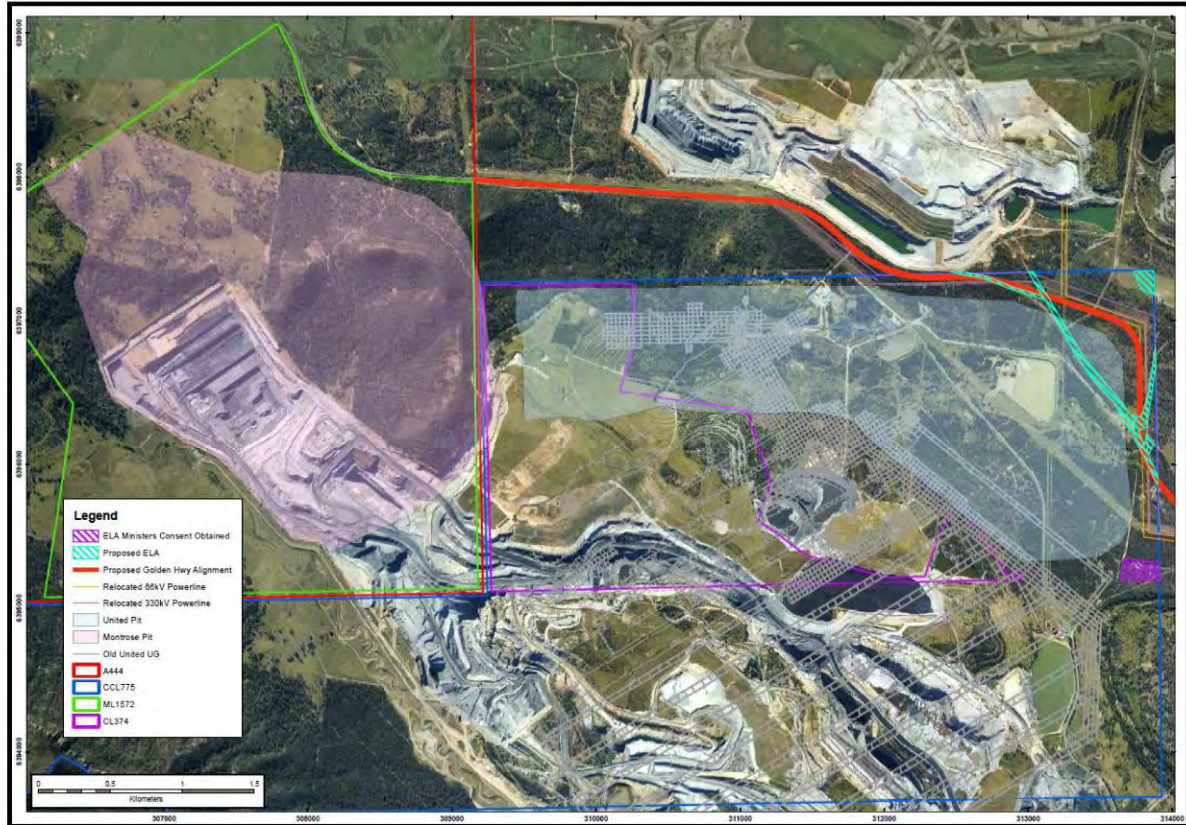 6399000
6398000
6397000
6396000
6395000
6394000
Legend
ELA Ministers Consent Obtained
Proposed ELA
Proposed Golden Hwy Alignment
Relocated 66kV Powerline
Relocated 330kV Powerline
United Pit
Montrose Pit
Old United UG
A444
CCL775
ML1572
CL374
0 0.5 1 1.5
Kilometers
307000 308000 309000 310000 311000 312000 313000 314000